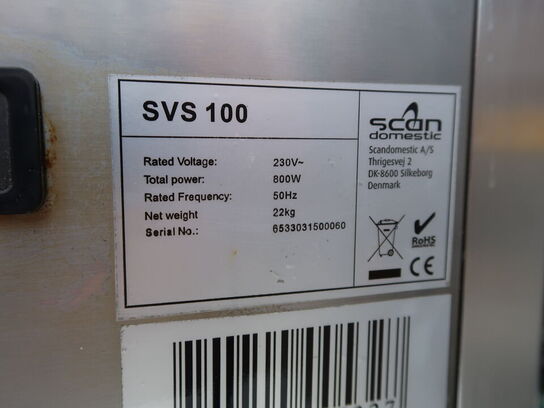 SVS 100
Rated Voltage: 230V~
Total power: 800W
Rated Frequency: 50Hz
Net weight 22kg
Serial No.: 6533031500060
scan
domestic
Scandomestic A/S
Thrigesvej 2
DK-8600 Silkeborg
Denmark
RoHS
CE